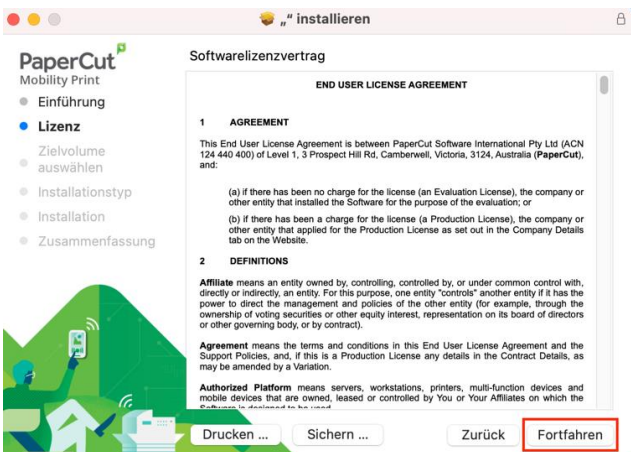 „“ installieren
PaperCut
Mobility Print
Einführung
Lizenz
Zielvolume
auswählen
Installationstyp
Installation
Zusammenfassung
Softwarelizenzvertrag
END USER LICENSE AGREEMENT
1 AGREEMENT
This End User License Agreement is between PaperCut Software International Pty Ltd (ACN
124 440 400) of Level 1, 3 Prospect Hill Rd, Camberwell, Victoria, 3124, Australia (PaperCut),
and:
(a) if there has been no charge for the license (an Evaluation License), the company or
other entity that installed the Software for the purpose of the evaluation; or
(b) if there has been a charge for the license (a Production License), the company or
other entity that applied for the Production License as set out in the Company Details
tab on the Website.
2 DEFINITIONS
Affiliate means an entity owned by, controlling, controlled by, or under common control with,
directly or indirectly, an entity. For this purpose, one entity "controls" another entity if it has the
power to direct the management and policies of the other entity (for example, through the
ownership of voting securities or other equity interest, representation on its board of directors
or other governing body, or by contract).
Agreement means the terms and conditions in this End User License Agreement and the
Support Policies, and, if this is a Production License any details in the Contract Details, as
may be amended by a Variation.
Authorized Platform means servers, workstations, printers, multi-function devices and
mobile devices that are owned, leased or controlled by You or Your Affiliates on which the
Software is designed to be used
Drucken ...
Sichern ...
Zurück
Fortfahren